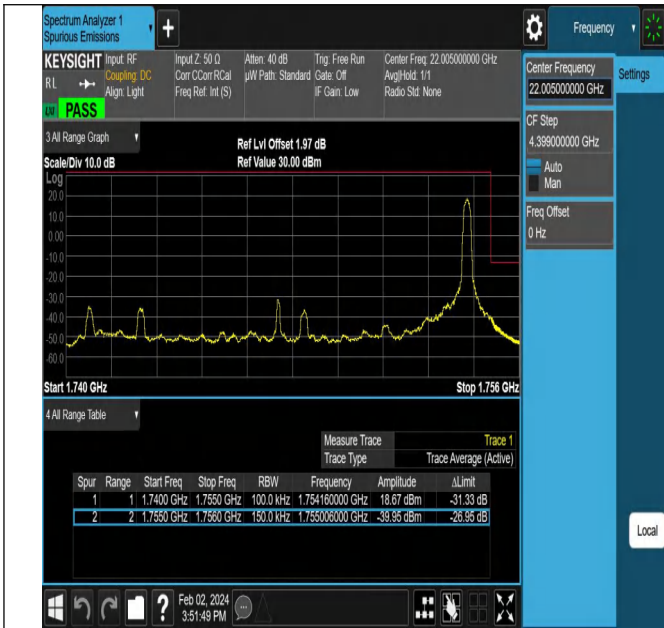 Spectrum Analyzer 1
Spurious Emissions
Frequency
KEYSIGHT
RL
Input: RF
Coupling: DC
Align: Light
Input Z: 50 Ω
Corr CCorr RCal
Freq Ref: Int (S)
Atten: 40 dB
µW Path: Standard
Trig: Free Run
Gate: Off
IF Gain: Low
Center Freq: 22.005000000 GHz
Avg|Hold: 1/1
Radio Std: None
PASS
Center Frequency
22.005000000 GHz
Settings
CF Step
4.399000000 GHz
Auto
Man
Freq Offset
0 Hz
3 All Range Graph
Scale/Div 10.0 dB
Ref Lvl Offset 1.97 dB
Ref Value 30.00 dBm
Log
20.0
10.0
0.00
-10.0
-20.0
-30.0
-40.0
-50.0
-60.0
Start 1.740 GHz
Stop 1.756 GHz
4 All Range Table
Measure Trace Trace 1
Trace Type Trace Average (Active)
Spur Range Start Freq Stop Freq RBW Frequency Amplitude ΔLimit
1 1 1.7400 GHz 1.7550 GHz 100.0 kHz 1.754160000 GHz 18.67 dBm -31.33 dB
2 2 1.7550 GHz 1.7560 GHz 150.0 kHz 1.755006000 GHz -39.95 dBm -26.95 dB
Local
Feb 02, 2024
3:51:49 PM